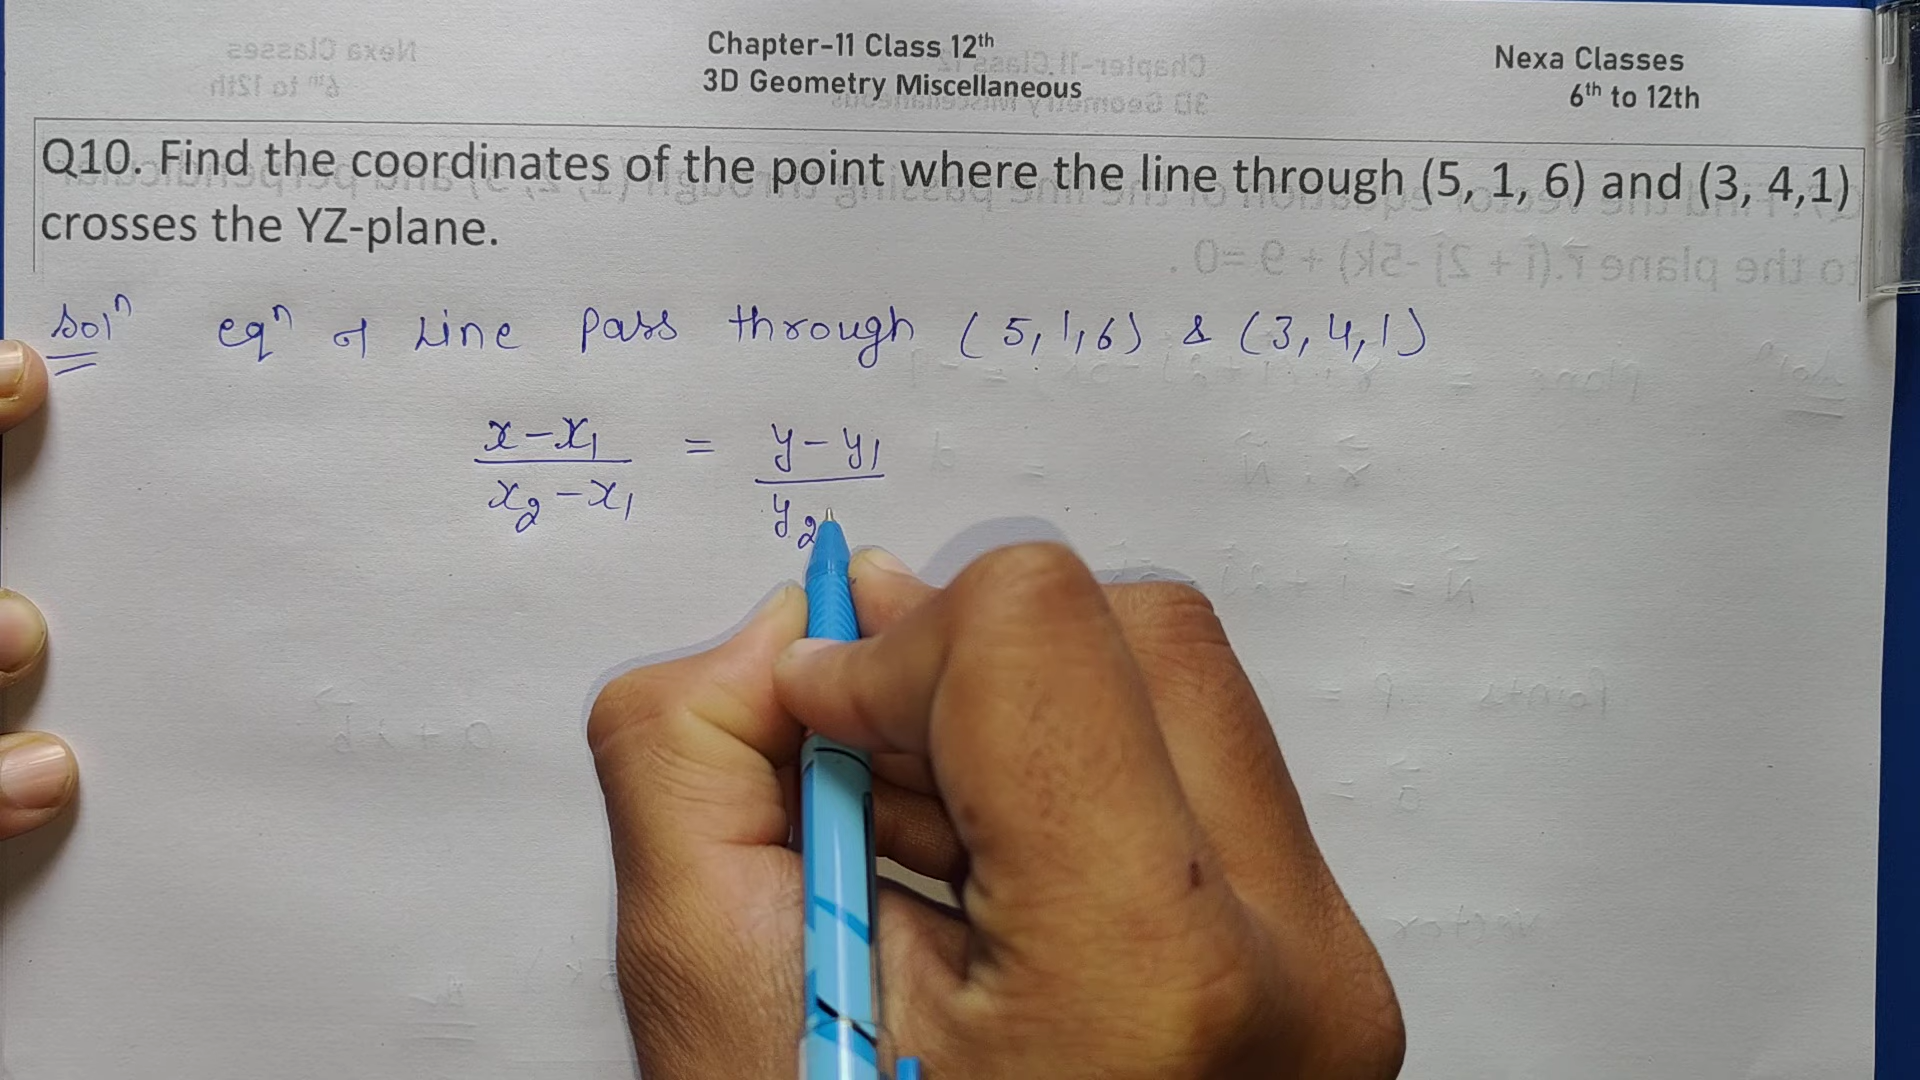 Chapter-11 Class 12th
3D Geometry Miscellaneous
Nexa Classes
6th to 12th
Q10. Find the coordinates of the point where the line through (5, 1, 6) and (3, 4,1)
crosses the YZ-plane.
Solⁿ eqⁿ of Line pass through (5,1,6) & (3,4,1)
x-x₁ = y-y₁
x₂-x₁ y₂